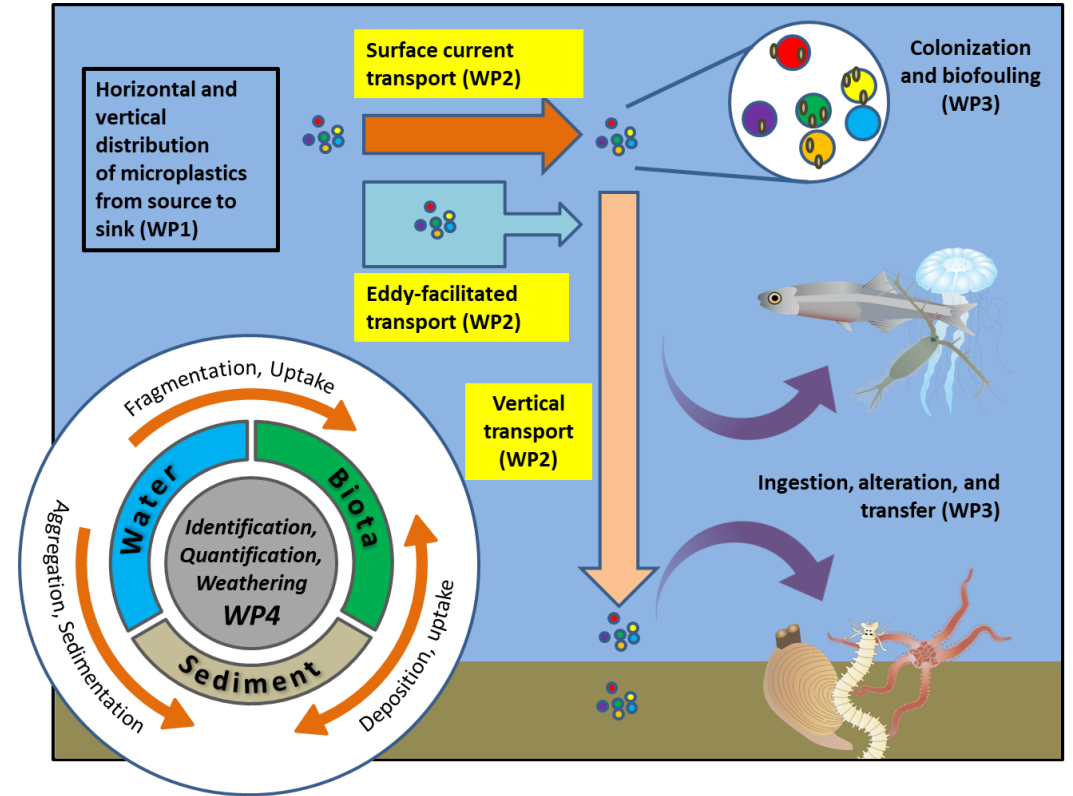 Surface current
transport (WP2)
Colonization
and biofouling
(WP3)
Horizontal and
vertical
distribution
of microplastics
from source to
sink (WP1)
Eddy-facilitated
transport (WP2)
Vertical
transport
(WP2)
Ingestion, alteration, and
transfer (WP3)
Fragmentation, Uptake
Water
Biota
Identification,
Quantification,
Weathering
WP4
Sediment
Aggregation, Sedimentation
Deposition, uptake